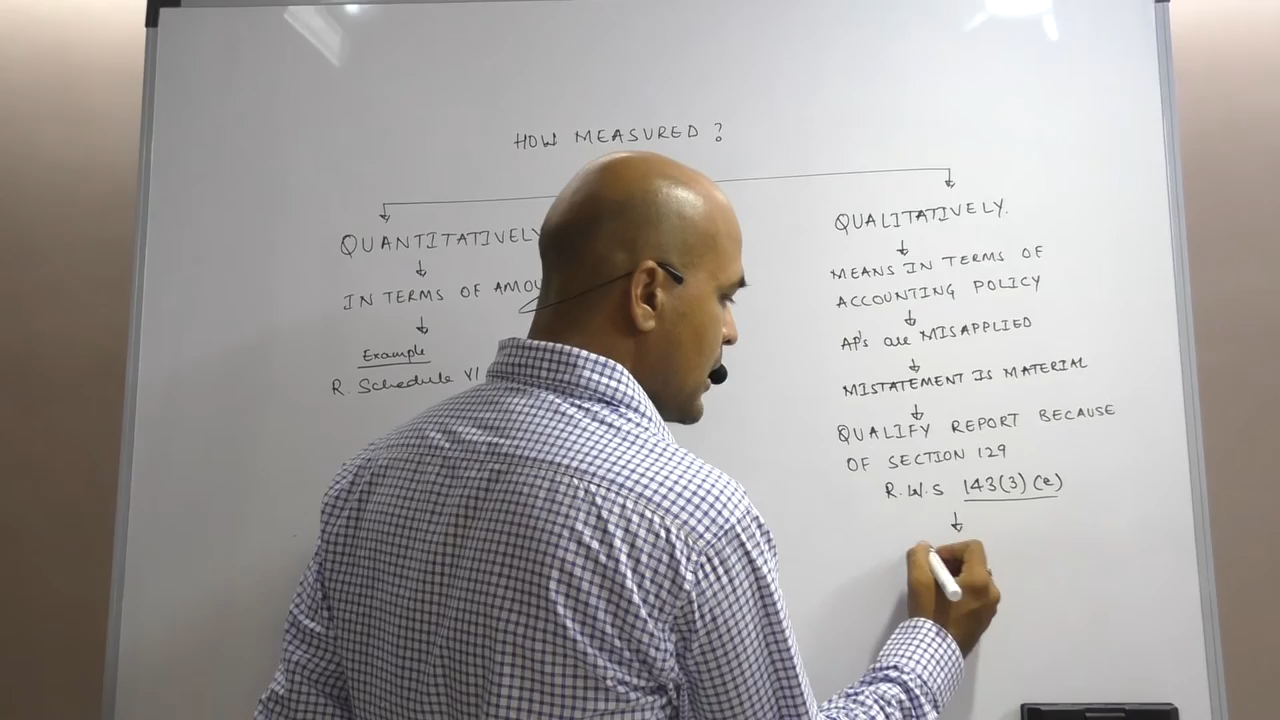 HOW MEASURED ?
QUANTITATIVELY
IN TERMS OF
Example
R. Schedule VI
QUALITATIVELY.
MEANS IN TERMS OF
ACCOUNTING POLICY
AP's are MISAPPLIED
MISTATEMENT IS MATERIAL
QUALIFY REPORT BECAUSE
OF SECTION 129
R.W.S 143(3)(e)